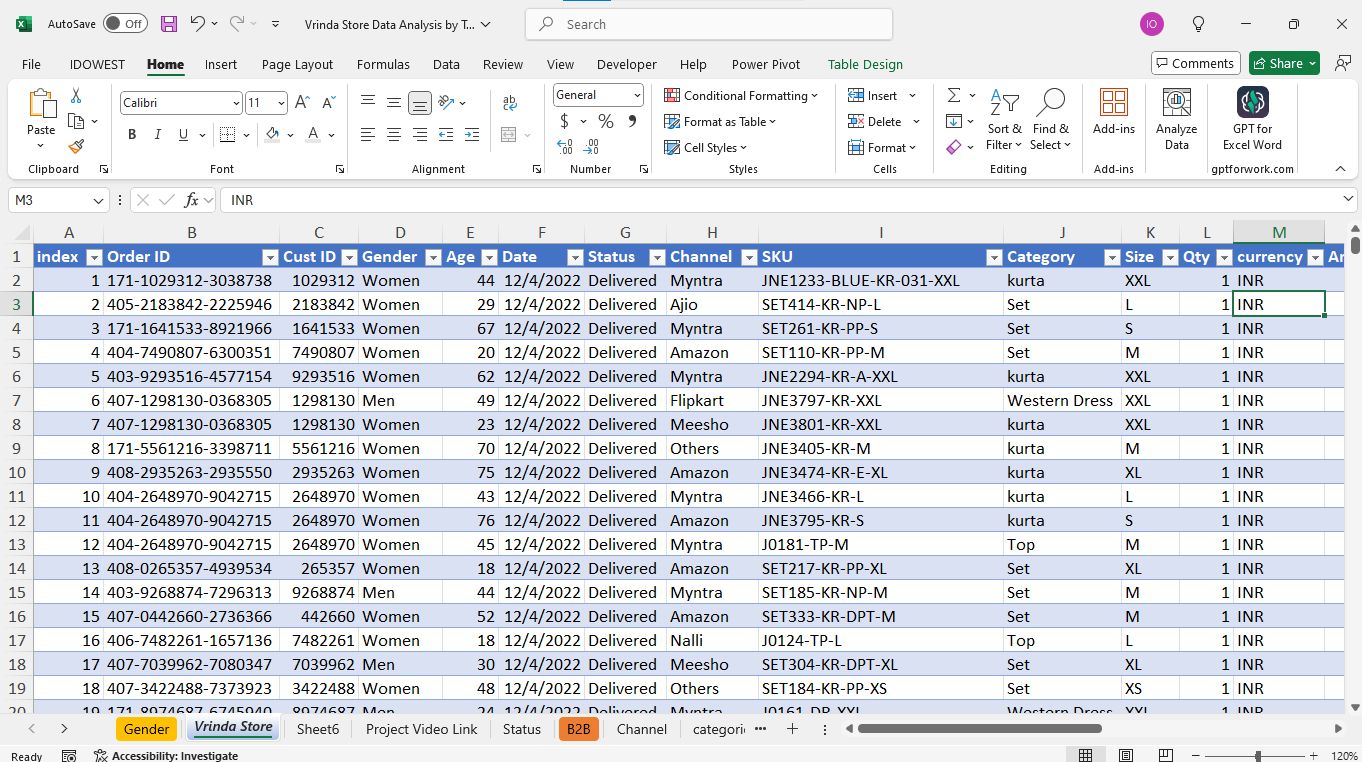 AutoSave Off Vrinda Store Data Analysis by T... Search IO
File IDOWEST Home Insert Page Layout Formulas Data Review View Developer Help Power Pivot Table Design Comments Share
Paste Calibri 11 General Conditional Formatting Insert
B I U $ % Format as Table Delete Sort & Filter Find & Select Add-ins Analyze Data GPT for Excel Word
Cell Styles Format
Clipboard Font Alignment Number Styles Cells Editing Add-ins gptforwork.com
M3 fx INR
A B C D E F G H I J K L M
1 index Order ID Cust ID Gender Age Date Status Channel SKU Category Size Qty currency
2 1 171-1029312-3038738 1029312 Women 44 12/4/2022 Delivered Myntra JNE1233-BLUE-KR-031-XXL kurta XXL 1 INR
3 2 405-2183842-2225946 2183842 Women 29 12/4/2022 Delivered Ajio SET414-KR-NP-L Set L 1 INR
4 3 171-1641533-8921966 1641533 Women 67 12/4/2022 Delivered Myntra SET261-KR-PP-S Set S 1 INR
5 4 404-7490807-6300351 7490807 Women 20 12/4/2022 Delivered Amazon SET110-KR-PP-M Set M 1 INR
6 5 403-9293516-4577154 9293516 Women 62 12/4/2022 Delivered Myntra JNE2294-KR-A-XXL kurta XXL 1 INR
7 6 407-1298130-0368305 1298130 Men 49 12/4/2022 Delivered Flipkart JNE3797-KR-XXL Western Dress XXL 1 INR
8 7 407-1298130-0368305 1298130 Women 23 12/4/2022 Delivered Meesho JNE3801-KR-XXL kurta XXL 1 INR
9 8 171-5561216-3398711 5561216 Women 70 12/4/2022 Delivered Others JNE3405-KR-M kurta M 1 INR
10 9 408-2935263-2935550 2935263 Women 75 12/4/2022 Delivered Amazon JNE3474-KR-E-XL kurta XL 1 INR
11 10 404-2648970-9042715 2648970 Women 43 12/4/2022 Delivered Myntra JNE3466-KR-L kurta L 1 INR
12 11 404-2648970-9042715 2648970 Women 76 12/4/2022 Delivered Amazon JNE3795-KR-S kurta S 1 INR
13 12 404-2648970-9042715 2648970 Women 45 12/4/2022 Delivered Myntra J0181-TP-M Top M 1 INR
14 13 408-0265357-4939534 265357 Women 18 12/4/2022 Delivered Amazon SET217-KR-PP-XL Set XL 1 INR
15 14 403-9268874-7296313 9268874 Men 44 12/4/2022 Delivered Myntra SET185-KR-NP-M Set M 1 INR
16 15 407-0442660-2736366 442660 Women 52 12/4/2022 Delivered Amazon SET333-KR-DPT-M Set M 1 INR
17 16 406-7482261-1657136 7482261 Women 18 12/4/2022 Delivered Nalli J0124-TP-L Top L 1 INR
18 17 407-7039962-7080347 7039962 Men 30 12/4/2022 Delivered Meesho SET304-KR-DPT-XL Set XL 1 INR
19 18 407-3422488-7373923 3422488 Women 48 12/4/2022 Delivered Others SET184-KR-PP-XS Set XS 1 INR
20 19 171-8974687-6745940 8974687 Men 24 12/4/2022 Delivered Myntra J0161-DR-XXL Western Dress XXL 1 INR
Gender Vrinda Store Sheet6 Project Video Link Status B2B Channel categori ...
Ready Accessibility: Investigate 120%